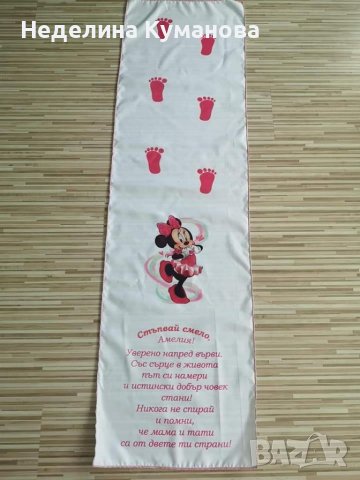 Неделина Куманова
Стъпвай смело,
Амелия!
Уверено напред върви.
Със сърце в живота
път си намери
и истински добър човек
стани!
Никога не спирай
и помни,
че мама и тати
са от двете ти страни!
BAZAR